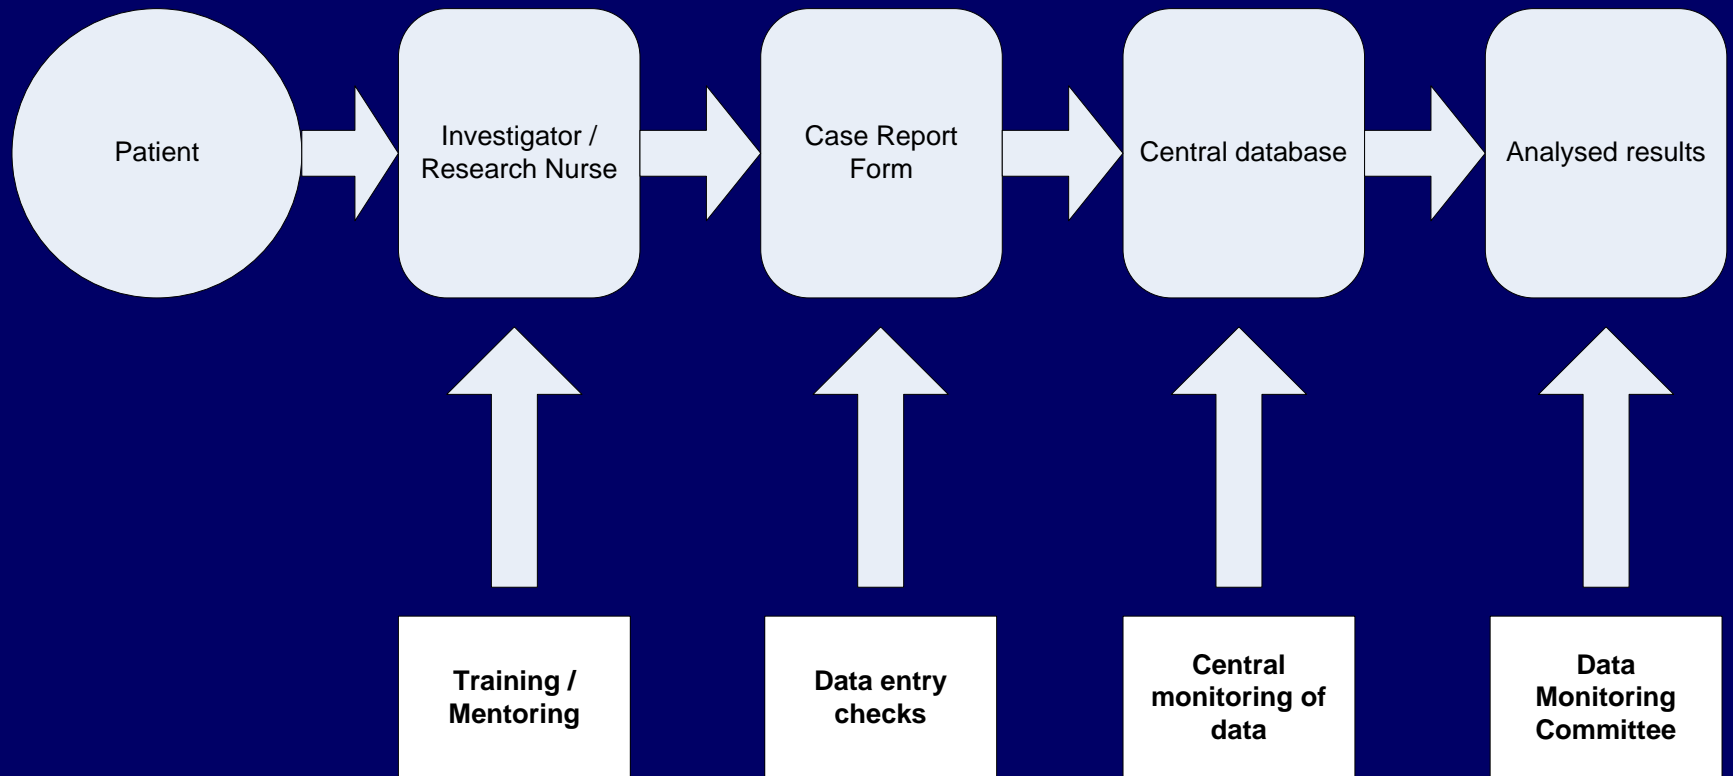 Patient
Investigator /
Research Nurse
Case Report
Form
Central database
Analysed results
Training /
Mentoring
Data entry
checks
Central
monitoring of
data
Data
Monitoring
Committee